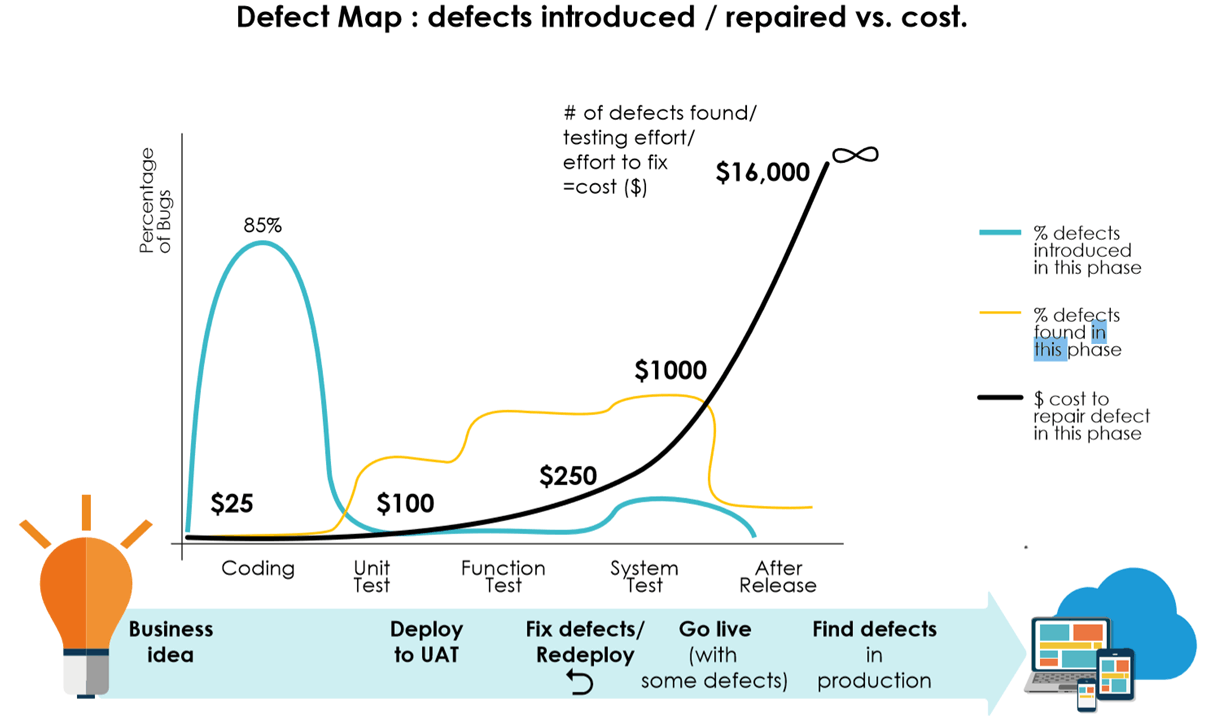 Defect Map : defects introduced / repaired vs. cost.
# of defects found/
testing effort/
effort to fix
=cost ($)
$16,000
∞
Percentage
of Bugs
85%
$1000
$250
$25
$100
% defects
introduced
in this phase
% defects
found in
this phase
$ cost to
repair defect
in this phase
Coding
Unit
Test
Function
Test
System
Test
After
Release
Business
idea
Deploy
to UAT
Fix defects/
Redeploy
Go live
(with
some defects)
Find defects
in
production